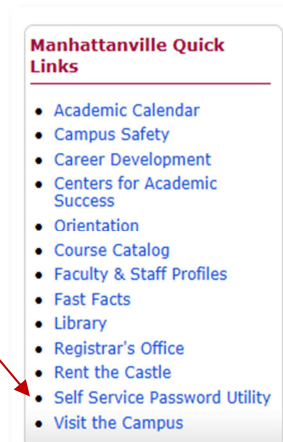 Manhattanville Quick
Links
• Academic Calendar
• Campus Safety
• Career Development
• Centers for Academic
Success
• Orientation
• Course Catalog
• Faculty & Staff Profiles
• Fast Facts
• Library
• Registrar's Office
• Rent the Castle
• Self Service Password Utility
• Visit the Campus